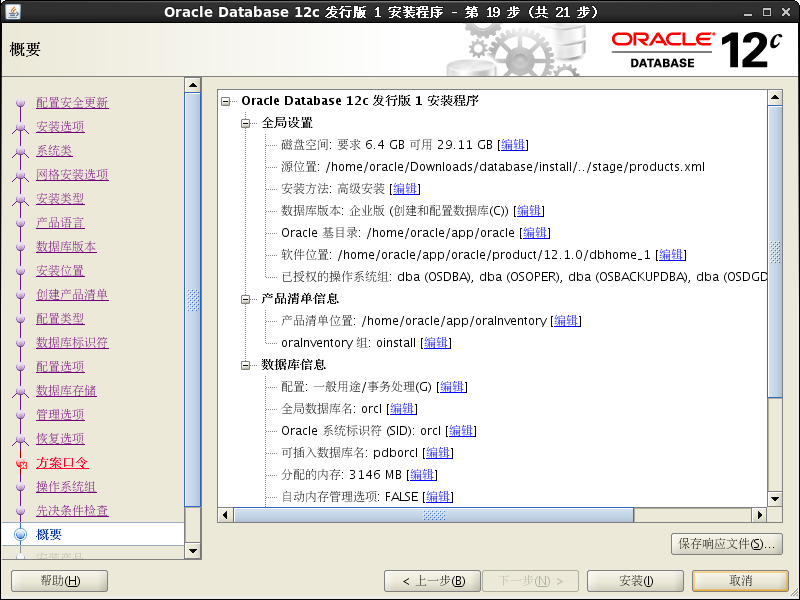 Oracle Database 12c 发行版 1 安装程序 - 第 19 步 (共 21 步)
概要
ORACLE
DATABASE
12c
配置安全更新
安装选项
系统类
网格安装选项
安装类型
产品语言
数据库版本
安装位置
创建产品清单
配置类型
数据库标识符
配置选项
数据库存储
管理选项
恢复选项
方案口令
操作系统组
先决条件检查
概要
安装产品
Oracle Database 12c 发行版 1 安装程序
全局设置
磁盘空间: 要求 6.4 GB 可用 29.11 GB [编辑]
源位置: /home/oracle/Downloads/database/install/../stage/products.xml
安装方法: 高级安装 [编辑]
数据库版本: 企业版 (创建和配置数据库(C)) [编辑]
Oracle 基目录: /home/oracle/app/oracle [编辑]
软件位置: /home/oracle/app/oracle/product/12.1.0/dbhome_1 [编辑]
已授权的操作系统组: dba (OSDBA), dba (OSOPER), dba (OSBACKUPDBA), dba (OSDGD
产品清单信息
产品清单位置: /home/oracle/app/oraInventory [编辑]
oraInventory 组: oinstall [编辑]
数据库信息
配置: 一般用途/事务处理(G) [编辑]
全局数据库名: orcl [编辑]
Oracle 系统标识符 (SID): orcl [编辑]
可插入数据库名: pdborcl [编辑]
分配的内存: 3146 MB [编辑]
自动内存管理选项: FALSE [编辑]
保存响应文件(S)...
帮助(H)
< 上一步(B)
下一步(N) >
安装(I)
取消